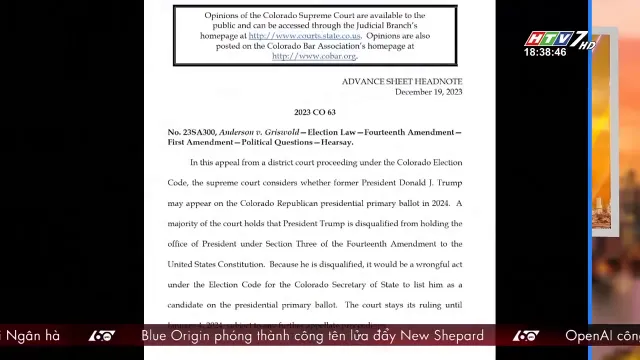 Opinions of the Colorado Supreme Court are available to the
public and can be accessed through the Judicial Branch's
homepage at http://www.courts.state.co.us. Opinions are also
posted on the Colorado Bar Association's homepage at
http://www.cobar.org.
HTV7 HD
18:38:46
ADVANCE SHEET HEADNOTE
December 19, 2023
2023 CO 63
No. 23SA300, Anderson v. Griswold—Election Law—Fourteenth Amendment—
First Amendment—Political Questions—Hearsay.
In this appeal from a district court proceeding under the Colorado Election
Code, the supreme court considers whether former President Donald J. Trump
may appear on the Colorado Republican presidential primary ballot in 2024. A
majority of the court holds that President Trump is disqualified from holding the
office of President under Section Three of the Fourteenth Amendment to the
United States Constitution. Because he is disqualified, it would be a wrongful act
under the Election Code for the Colorado Secretary of State to list him as a
candidate on the presidential primary ballot. The court stays its ruling until
i Ngân hà 60 Blue Origin phóng thành công tên lửa đẩy New Shepard 60 OpenAI côn